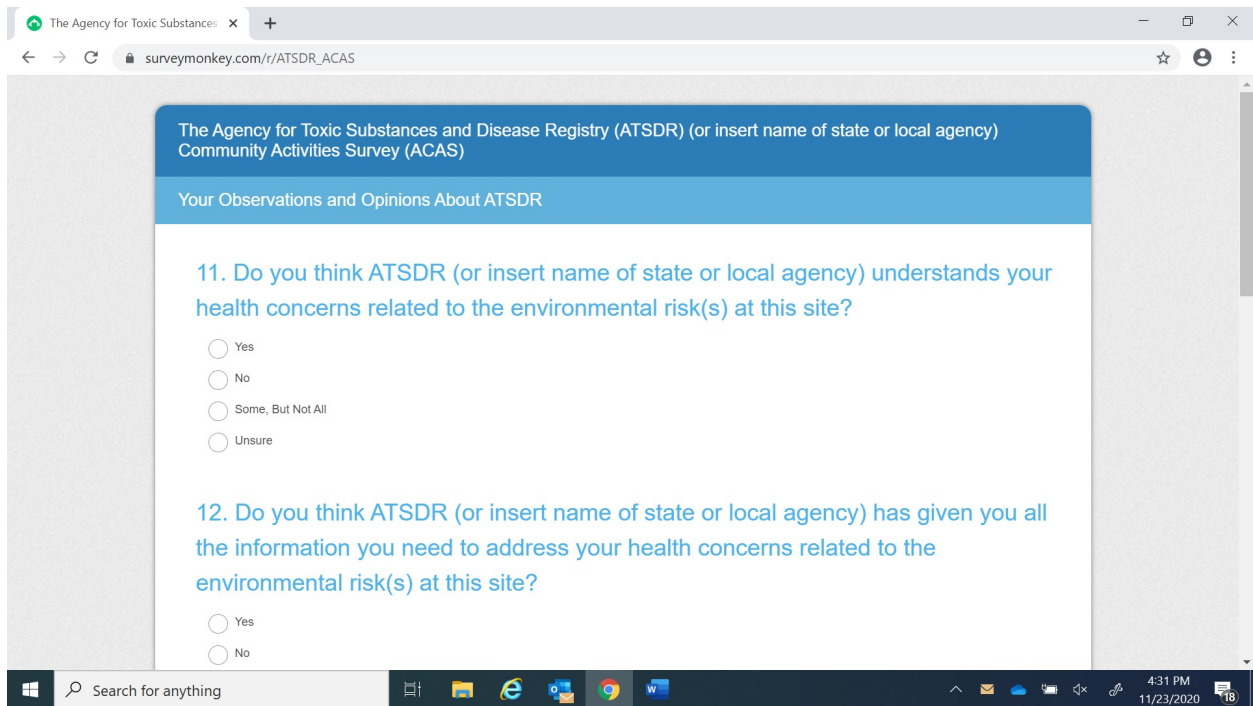 The Agency for Toxic Substances
surveymonkey.com/r/ATSDR_ACAS
The Agency for Toxic Substances and Disease Registry (ATSDR) (or insert name of state or local agency)
Community Activities Survey (ACAS)
Your Observations and Opinions About ATSDR
11. Do you think ATSDR (or insert name of state or local agency) understands your
health concerns related to the environmental risk(s) at this site?
Yes
No
Some, But Not All
Unsure
12. Do you think ATSDR (or insert name of state or local agency) has given you all
the information you need to address your health concerns related to the
environmental risk(s) at this site?
Yes
No
Search for anything
4:31 PM
11/23/2020
18